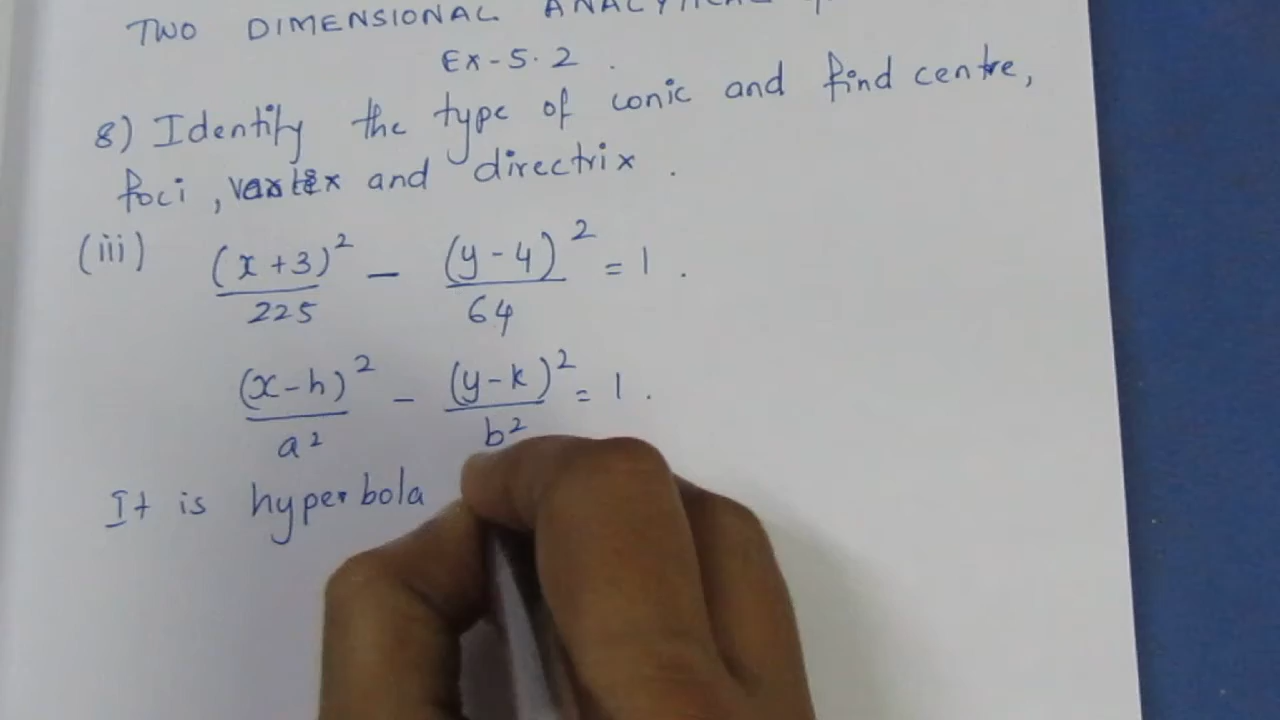 TWO DIMENSIONAL ANALYTICAL
Ex-5.2.
8) Identify the type of conic and find centre,
foci, vertex and directrix.
(iii) (x+3)²/225 - (y-4)²/64 = 1.
(x-h)²/a² - (y-k)²/b² = 1.
It is hyperbola